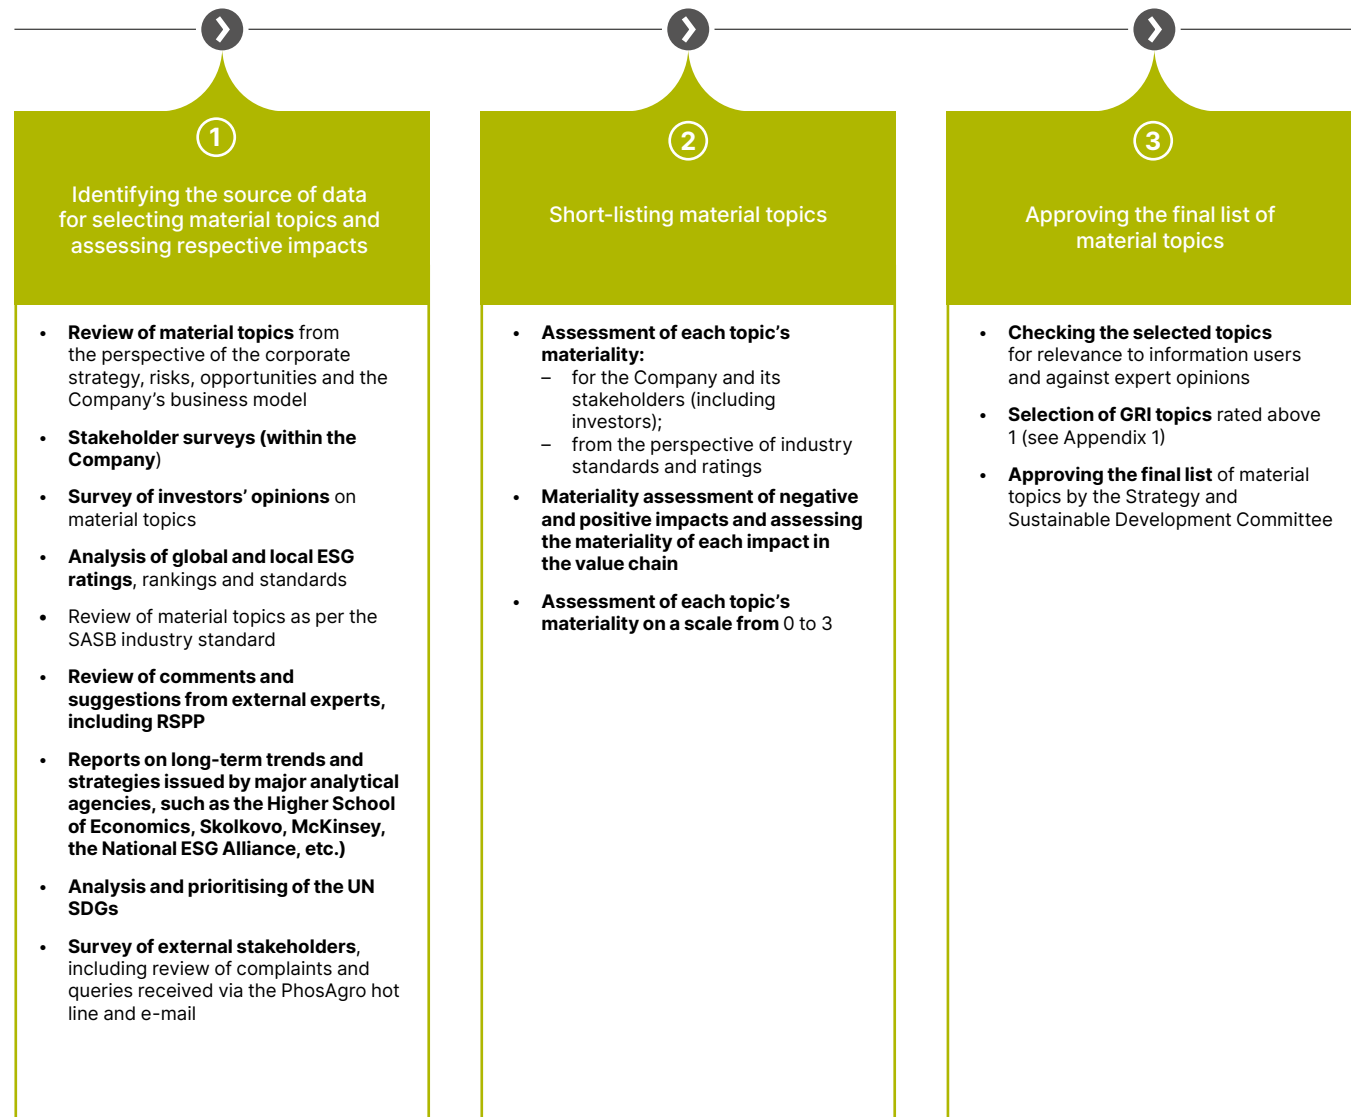 1
Identifying the source of data
for selecting material topics and
assessing respective impacts
• Review of material topics from
the perspective of the corporate
strategy, risks, opportunities and the
Company’s business model
• Stakeholder surveys (within the
Company)
• Survey of investors’ opinions on
material topics
• Analysis of global and local ESG
ratings, rankings and standards
• Review of material topics as per the
SASB industry standard
• Review of comments and
suggestions from external experts,
including RSPP
• Reports on long-term trends and
strategies issued by major analytical
agencies, such as the Higher School
of Economics, Skolkovo, McKinsey,
the National ESG Alliance, etc.)
• Analysis and prioritising of the UN
SDGs
• Survey of external stakeholders,
including review of complaints and
queries received via the PhosAgro hot
line and e-mail
2
Short-listing material topics
• Assessment of each topic’s
materiality:
– for the Company and its
stakeholders (including
investors);
– from the perspective of industry
standards and ratings
• Materiality assessment of negative
and positive impacts and assessing
the materiality of each impact in
the value chain
• Assessment of each topic’s
materiality on a scale from 0 to 3
3
Approving the final list of
material topics
• Checking the selected topics
for relevance to information users
and against expert opinions
• Selection of GRI topics rated above
1 (see Appendix 1)
• Approving the final list of material
topics by the Strategy and
Sustainable Development Committee